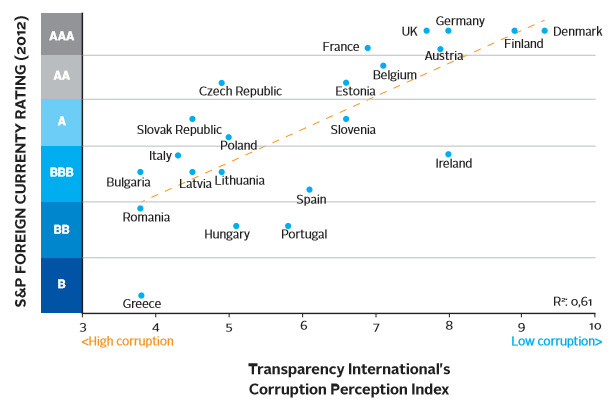 S&P FOREIGN CURRENTY RATING (2012)
AAA
AA
A
BBB
BB
B
UK
Germany
Denmark
France
Austria
Finland
Belgium
Czech Republic
Estonia
Slovak Republic
Slovenia
Poland
Italy
Ireland
Bulgaria
Latvia
Lithuania
Spain
Romania
Hungary
Portugal
Greece
R²: 0,61
3 4 5 6 7 8 9 10
<High corruption
Low corruption>
Transparency International's
Corruption Perception Index